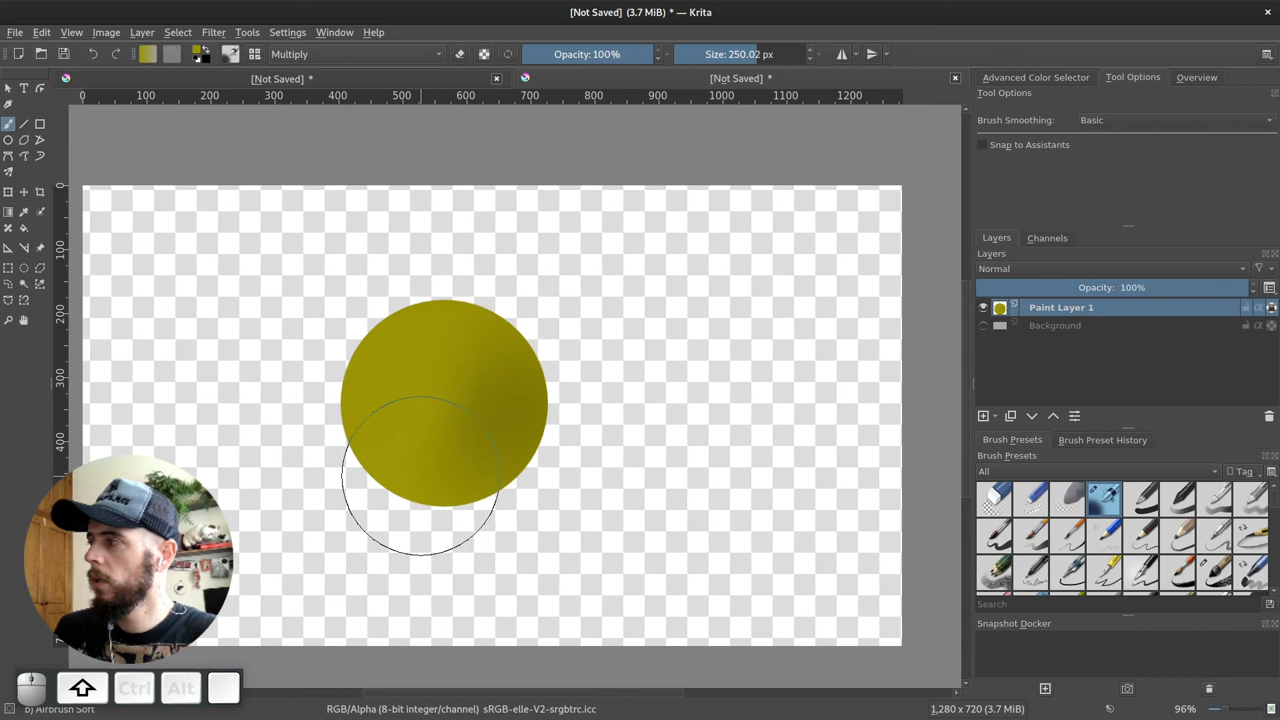 [Not Saved] (3.7 MiB) * — Krita
File Edit View Image Layer Select Filter Tools Settings Window Help
Multiply
Opacity: 100%
Size: 250.02 px
[Not Saved] *
[Not Saved] *
0 100 200 300 400 500 600 700 800 900 1000 1100 1200
0
100
200
300
400
Advanced Color Selector Tool Options Overview
Tool Options
Brush Smoothing: Basic
Snap to Assistants
Layers Channels
Layers
Normal
Opacity: 100%
Paint Layer 1
Background
Brush Presets Brush Preset History
Brush Presets
All Tag
Search
Snapshot Docker
Ctrl Alt
b) Airbrush Soft
RGB/Alpha (8-bit integer/channel) sRGB-elle-V2-srgbtrc.icc
1,280 x 720 (3.7 MiB)
96%